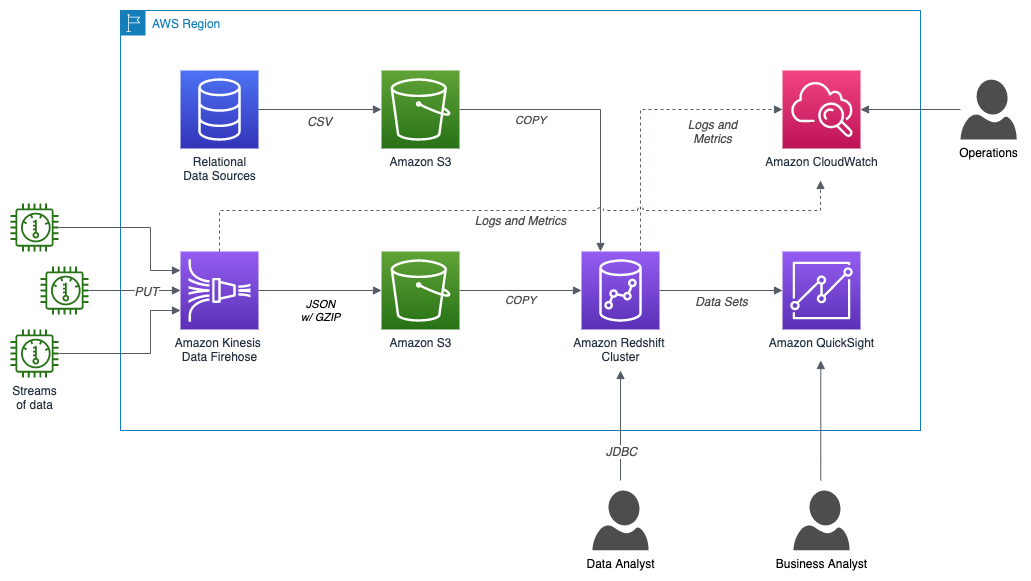 AWS Region
CSV
COPY
Logs and
Metrics
Relational
Data Sources
Amazon S3
Amazon CloudWatch
Operations
Logs and Metrics
PUT
JSON
w/ GZIP
COPY
Data Sets
Amazon Kinesis
Data Firehose
Amazon S3
Amazon Redshift
Cluster
Amazon QuickSight
Streams
of data
JDBC
Data Analyst
Business Analyst